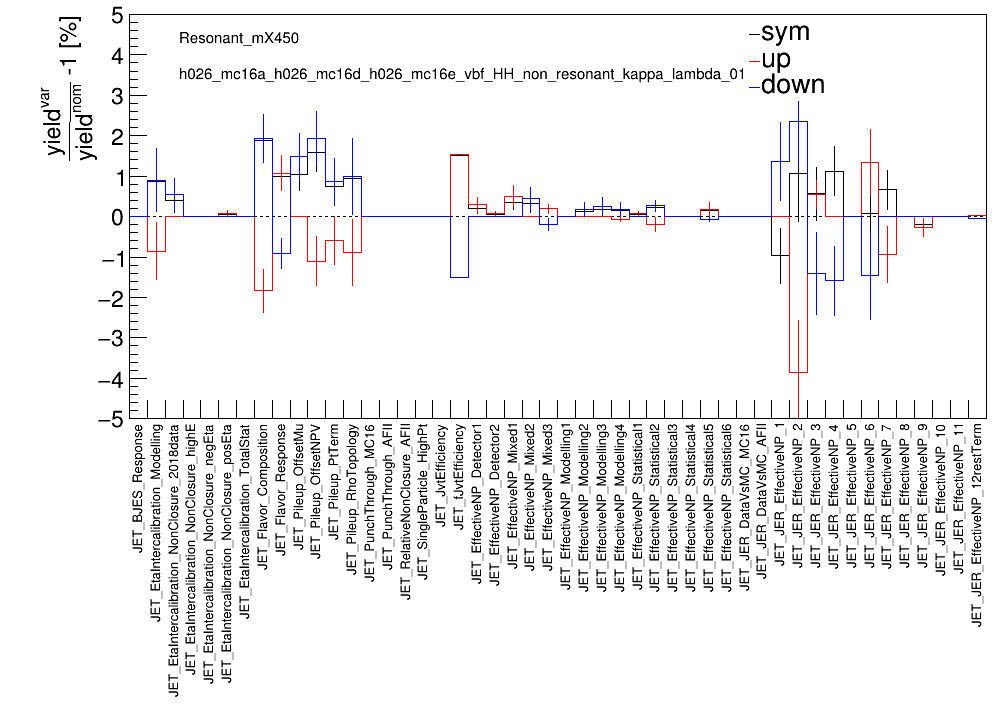 yield^var / yield^nom -1 [%]
5
4
3
2
1
0
−1
−2
−3
−4
−5
Resonant_mX450
h026_mc16a_h026_mc16d_h026_mc16e_vbf_HH_non_resonant_kappa_lambda_01
sym
up
down
JET_BJES_Response
JET_EtaIntercalibration_Modelling
JET_EtaIntercalibration_NonClosure_2018data
JET_EtaIntercalibration_NonClosure_highE
JET_EtaIntercalibration_NonClosure_negEta
JET_EtaIntercalibration_NonClosure_posEta
JET_EtaIntercalibration_TotalStat
JET_Flavor_Composition
JET_Flavor_Response
JET_Pileup_OffsetMu
JET_Pileup_OffsetNPV
JET_Pileup_PtTerm
JET_Pileup_RhoTopology
JET_PunchThrough_MC16
JET_PunchThrough_AFII
JET_RelativeNonClosure_AFII
JET_SingleParticle_HighPt
JET_JvtEfficiency
JET_fJvtEfficiency
JET_EffectiveNP_Detector1
JET_EffectiveNP_Detector2
JET_EffectiveNP_Mixed1
JET_EffectiveNP_Mixed2
JET_EffectiveNP_Mixed3
JET_EffectiveNP_Modelling1
JET_EffectiveNP_Modelling2
JET_EffectiveNP_Modelling3
JET_EffectiveNP_Modelling4
JET_EffectiveNP_Statistical1
JET_EffectiveNP_Statistical2
JET_EffectiveNP_Statistical3
JET_EffectiveNP_Statistical4
JET_EffectiveNP_Statistical5
JET_EffectiveNP_Statistical6
JET_JER_DataVsMC_MC16
JET_JER_DataVsMC_AFII
JET_JER_EffectiveNP_1
JET_JER_EffectiveNP_2
JET_JER_EffectiveNP_3
JET_JER_EffectiveNP_4
JET_JER_EffectiveNP_5
JET_JER_EffectiveNP_6
JET_JER_EffectiveNP_7
JET_JER_EffectiveNP_8
JET_JER_EffectiveNP_9
JET_JER_EffectiveNP_10
JET_JER_EffectiveNP_11
JET_JER_EffectiveNP_12restTerm